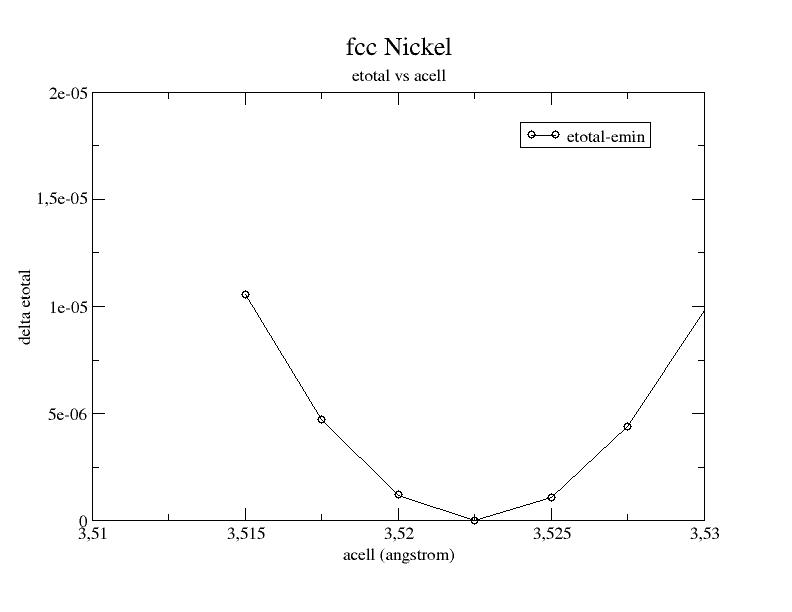 fcc Nickel
etotal vs acell
2e-05
etotal-emin
1,5e-05
delta etotal
1e-05
5e-06
0
3,51 3,515 3,52 3,525 3,53
acell (angstrom)